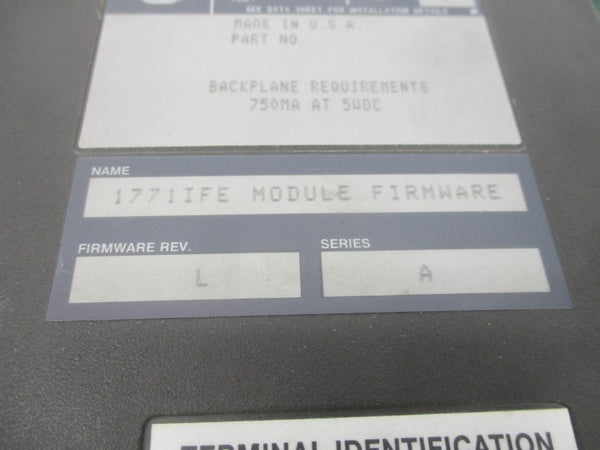 SEE DATA SHEET FOR INSTALLATION DETAILS
MADE IN U.S.A.
PART NO.
BACKPLANE REQUIREMENTS
750MA AT 5VDC
NAME
1771IFE MODULE FIRMWARE
FIRMWARE REV. SERIES
L A
TERMINAL IDENTIFICATION